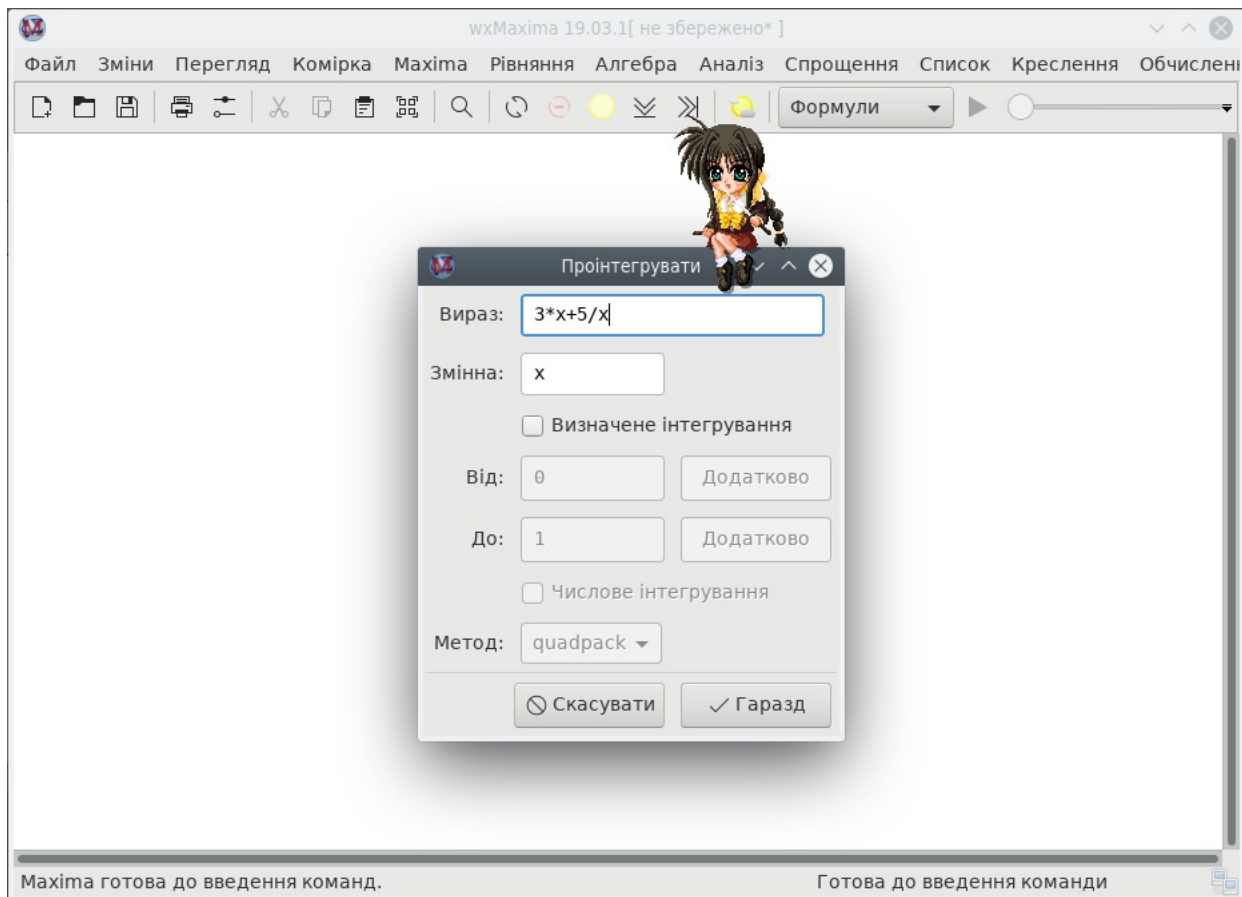 wxMaxima 19.03.1[ не збережено* ]
Файл Зміни Перегляд Комірка Maxima Рівняння Алгебра Аналіз Спрощення Список Креслення Обчислен
Формули
Проінтегрувати
Вираз: 3*x+5/x
Змінна: x
Визначене інтегрування
Від: 0 Додатково
До: 1 Додатково
Числове інтегрування
Метод: quadpack
Скасувати Гаразд
Maxima готова до введення команд. Готова до введення команди